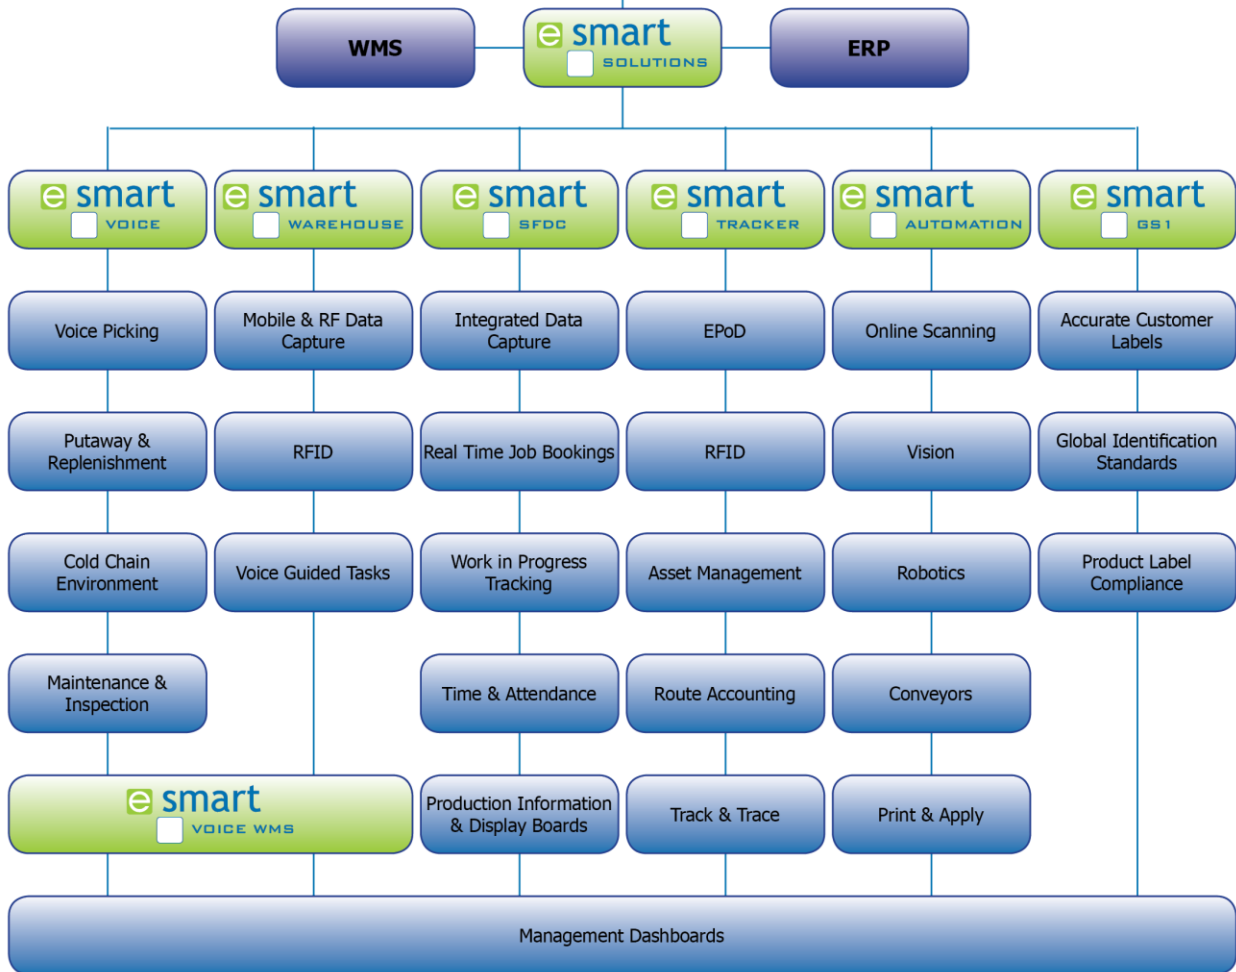 WMS
e smart
SOLUTIONS
ERP
e smart
VOICE
e smart
WAREHOUSE
e smart
SFDC
e smart
TRACKER
e smart
AUTOMATION
e smart
GS1
Voice Picking
Mobile & RF Data
Capture
Integrated Data
Capture
EPoD
Online Scanning
Accurate Customer
Labels
Putaway &
Replenishment
RFID
Real Time Job Bookings
RFID
Vision
Global Identification
Standards
Cold Chain
Environment
Voice Guided Tasks
Work in Progress
Tracking
Asset Management
Robotics
Product Label
Compliance
Maintenance &
Inspection
Time & Attendance
Route Accounting
Conveyors
e smart
VOICE WMS
Production Information
& Display Boards
Track & Trace
Print & Apply
Management Dashboards